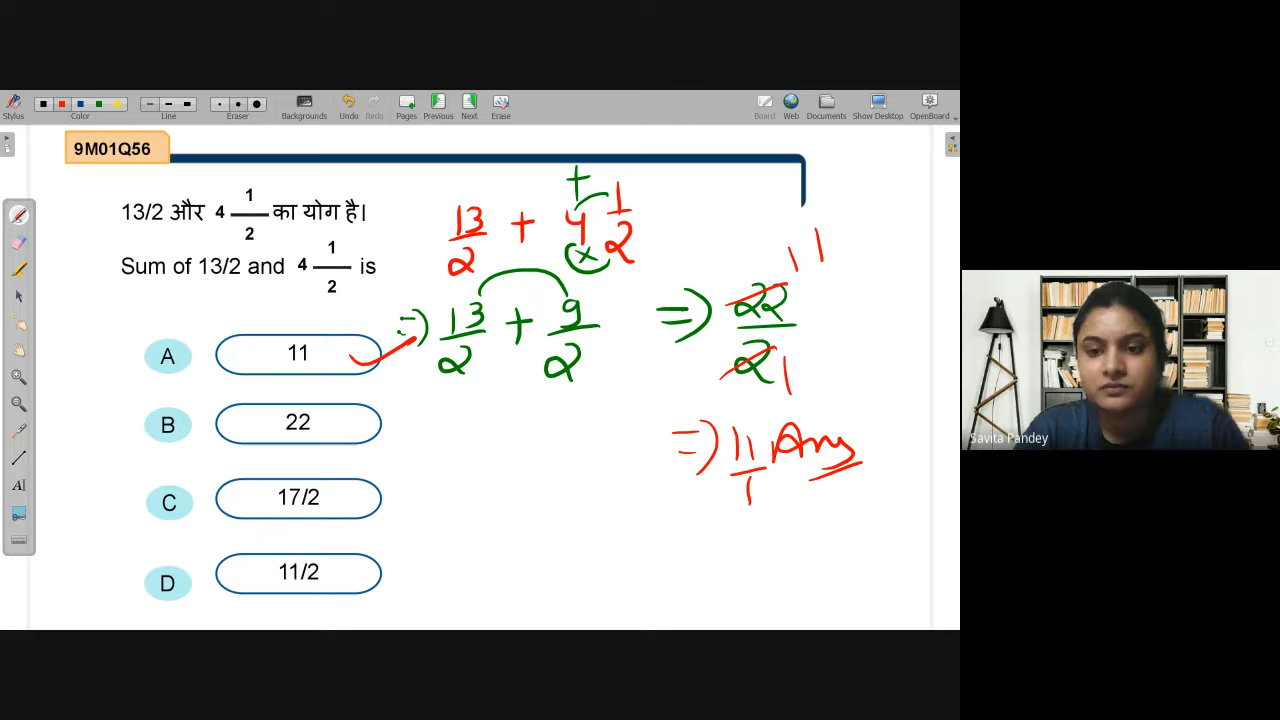 Stylus Color Line Eraser Backgrounds Undo Redo Pages Previous Next Erase Board Web Documents Show Desktop OpenBoard
9M01Q56
13/2 और 4 1/2 का योग है।
Sum of 13/2 and 4 1/2 is
A 11
B 22
C 17/2
D 11/2
+
13/2 + 4 1/2
×
=> 13/2 + 9/2 => 22/2
11
1
=> 11/1 Ans
Savita Pandey